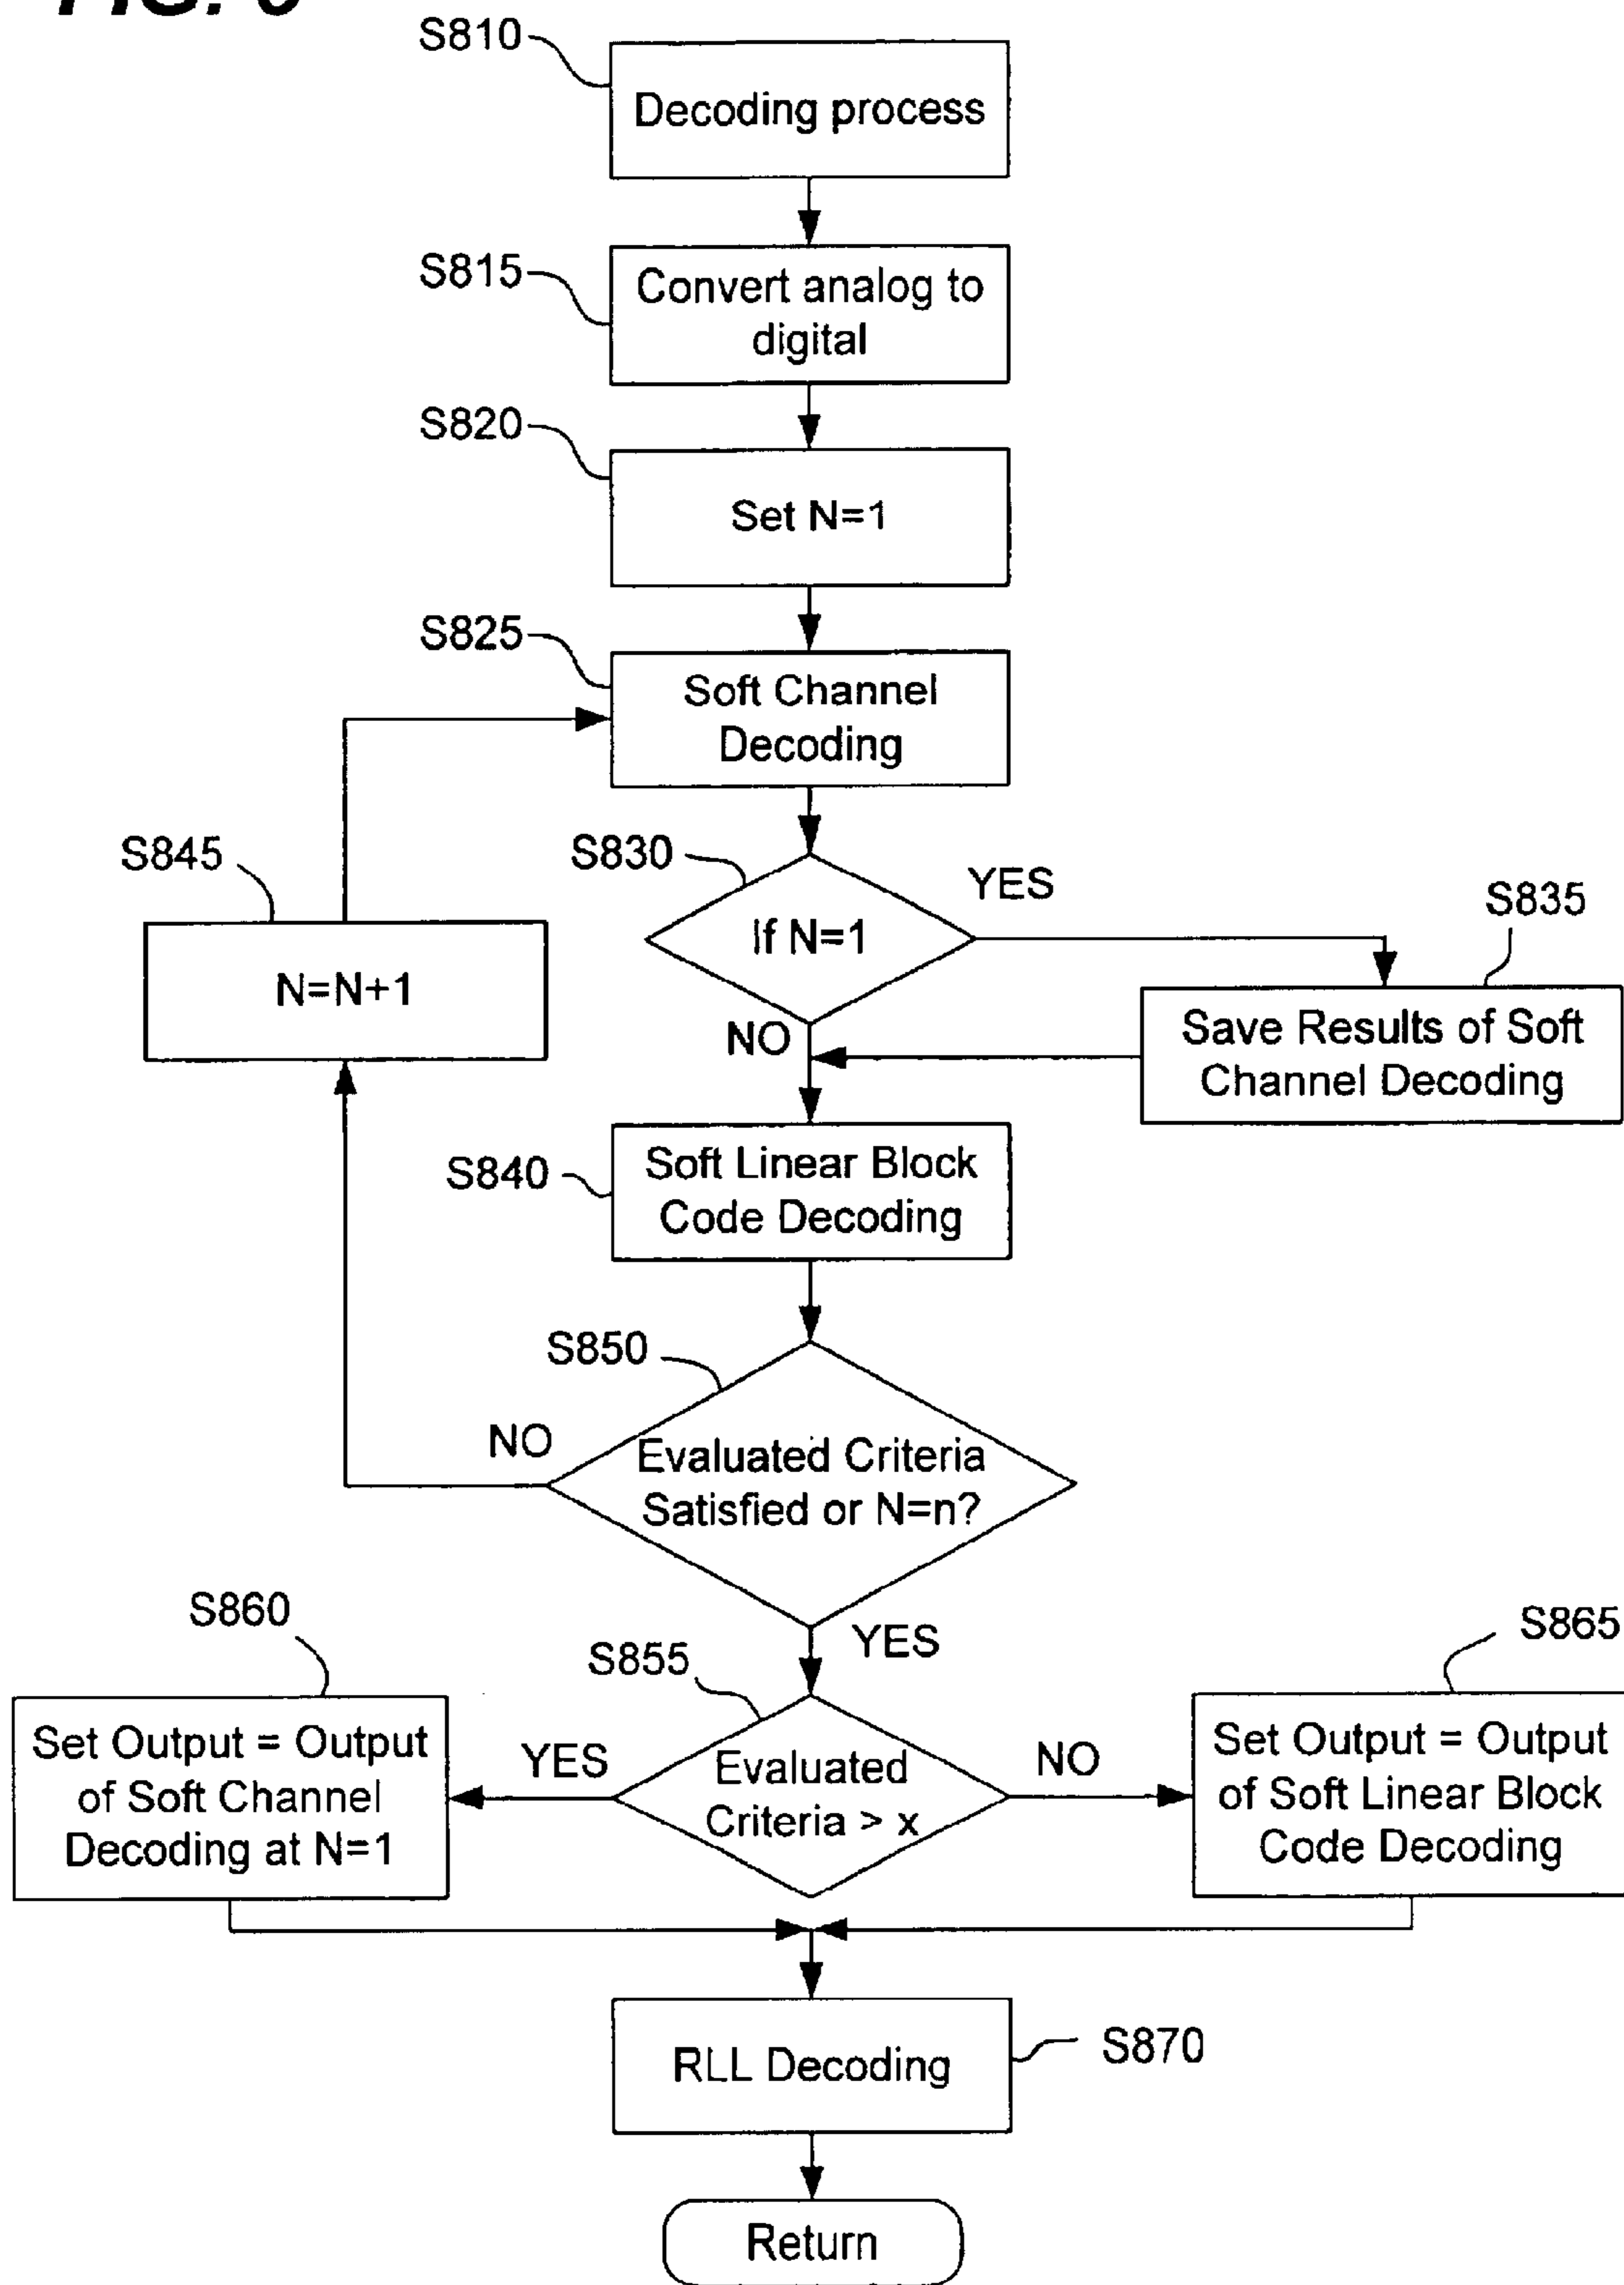 FIG.
S810
Decoding process
S815
Convert analog to
digital
S820
Set N=1
S825
Soft Channel
Decoding
S845
S830
YES
S835
If N=1
N=N+1
NO
Save Results of Soft
Channel Decoding
S840
Soft Linear Block
Code Decoding
S850
NO
Evaluated Criteria
Satisfied or N=n?
S860
YES
S865
S855
Set Output = Output
of Soft Channel
Decoding at N=1
YES
Evaluated
Criteria > x
NO
Set Output = Output
of Soft Linear Block
Code Decoding
RLL Decoding
S870
Return